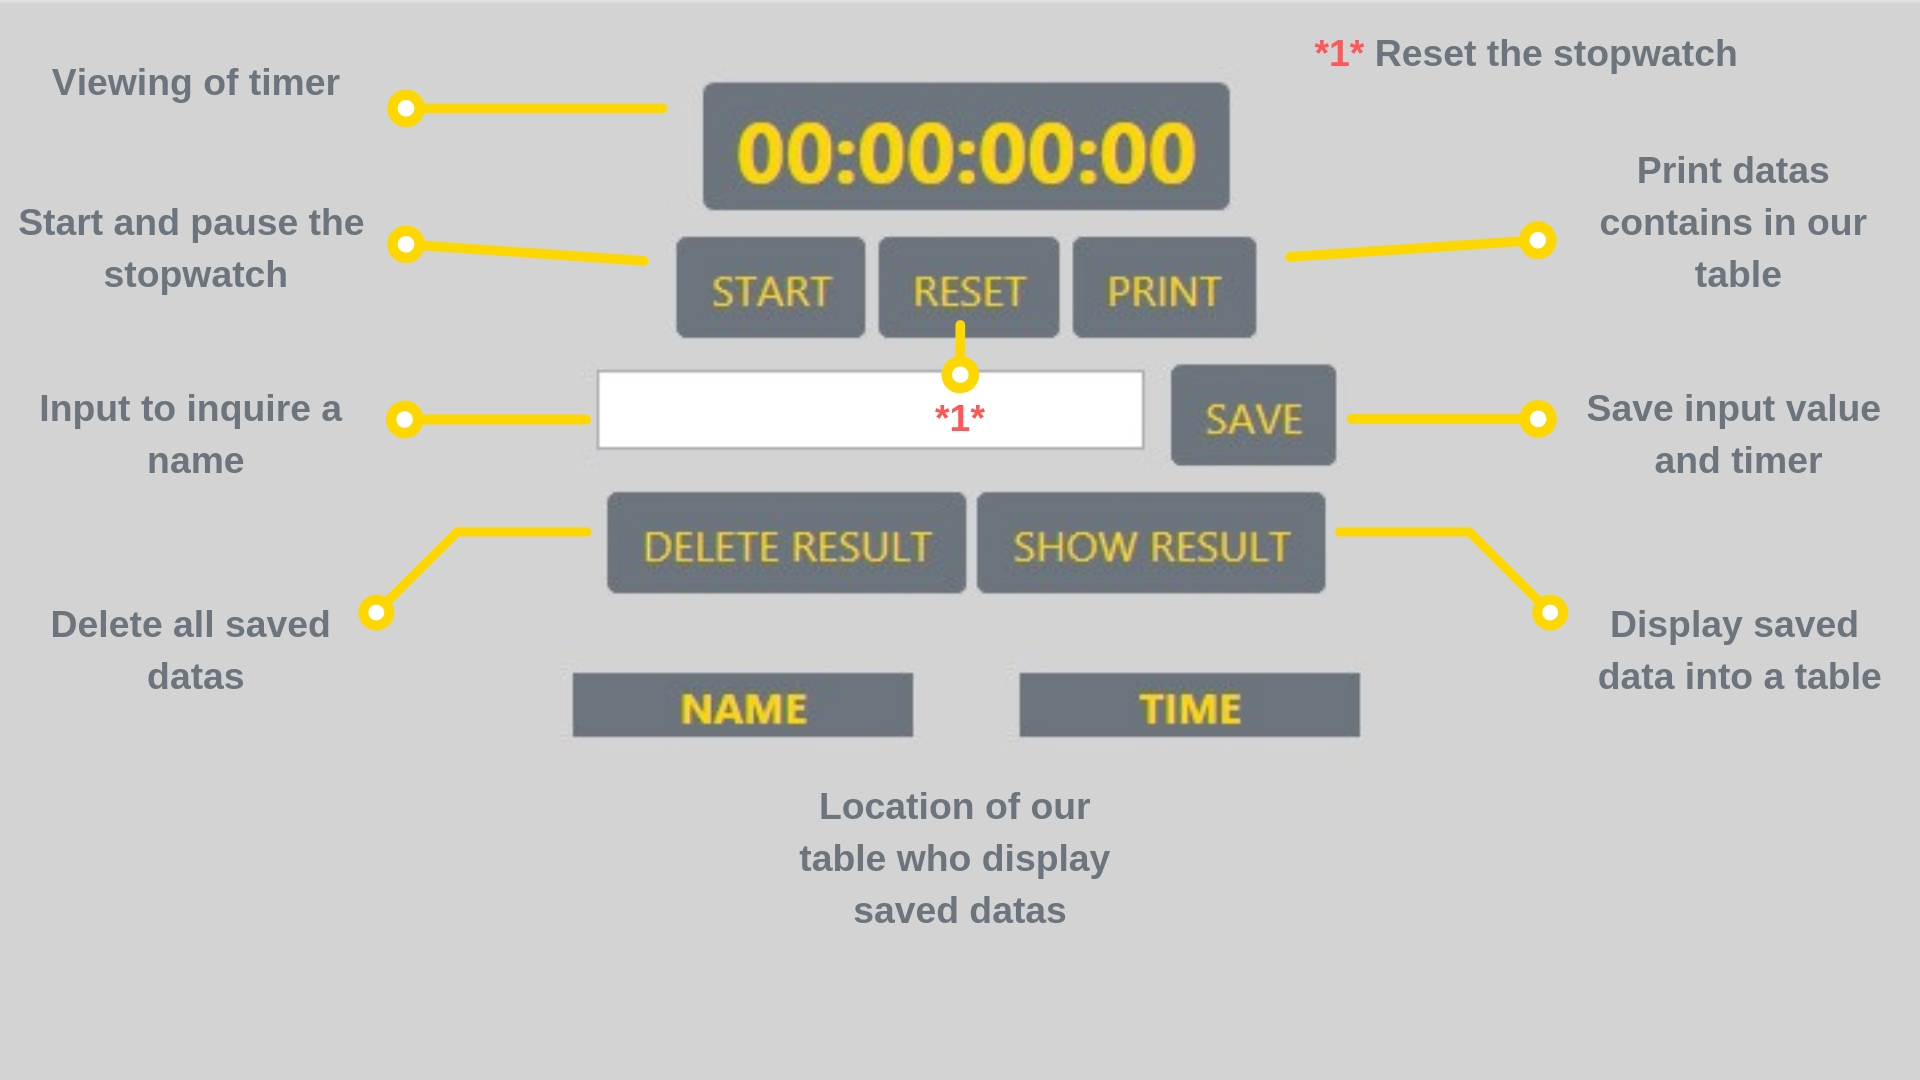 Viewing of timer
*1* Reset the stopwatch
00:00:00:00
Start and pause the
stopwatch
START
RESET
PRINT
Print datas
contains in our
table
Input to inquire a
name
*1*
SAVE
Save input value
and timer
DELETE RESULT
SHOW RESULT
Delete all saved
datas
Display saved
data into a table
NAME
TIME
Location of our
table who display
saved datas